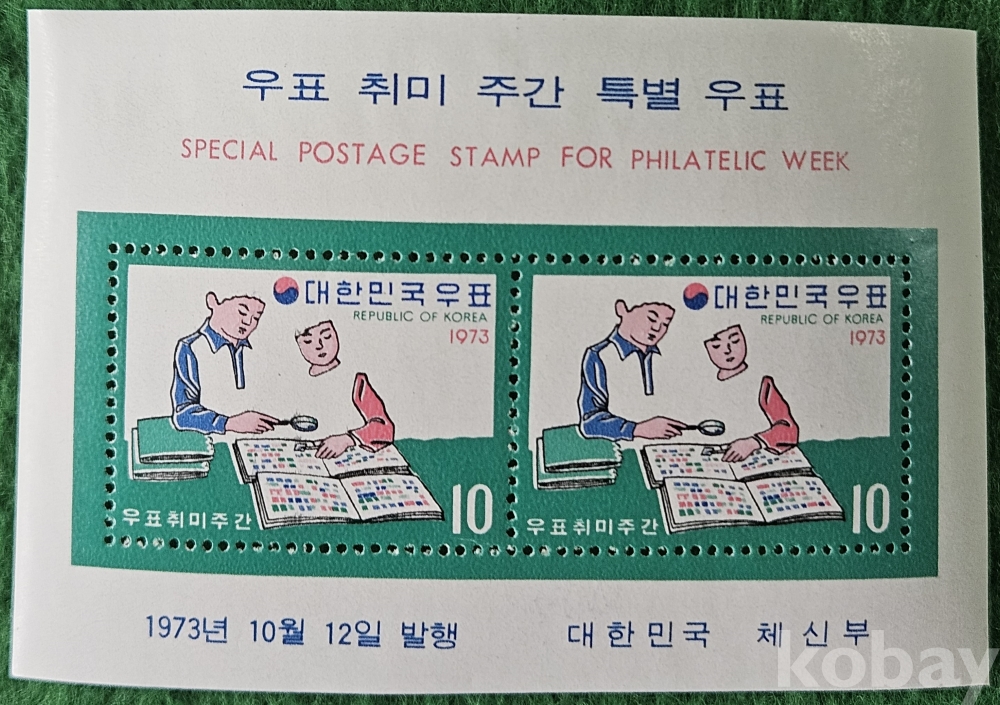 우표 취미 주간 특별 우표
SPECIAL POSTAGE STAMP FOR PHILATELIC WEEK
대한민국우표
REPUBLIC OF KOREA
1973
우표취미주간
10
대한민국우표
REPUBLIC OF KOREA
1973
우표취미주간
10
1973년 10월 12일 발행
대한민국 체신부
kobay